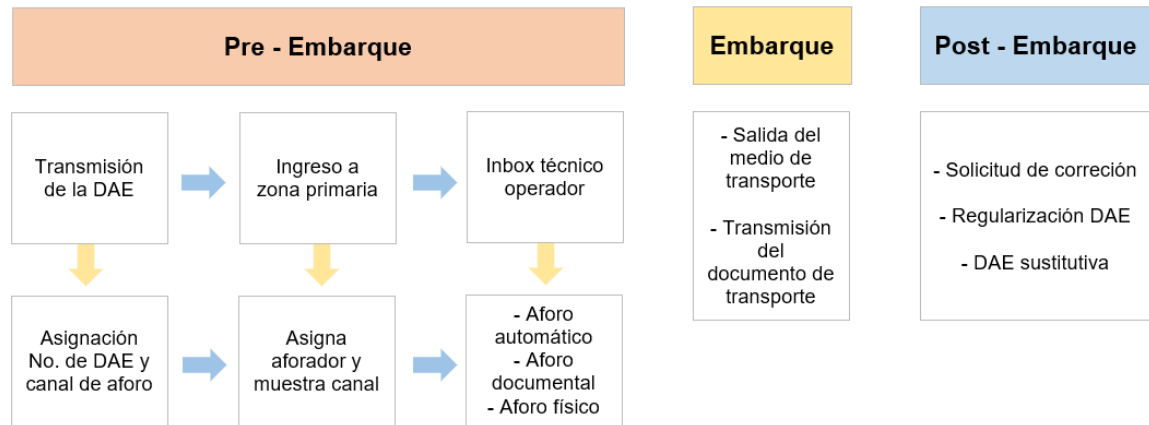 Pre - Embarque
Embarque
Post - Embarque
Transmisión
de la DAE
Ingreso a
zona primaria
Inbox técnico
operador
Asignación
No. de DAE y
canal de aforo
Asigna
aforador y
muestra canal
- Aforo
automático
- Aforo
documental
- Aforo físico
- Salida del
medio de
transporte
- Transmisión
del
documento de
transporte
- Solicitud de correción
- Regularización DAE
- DAE sustitutiva